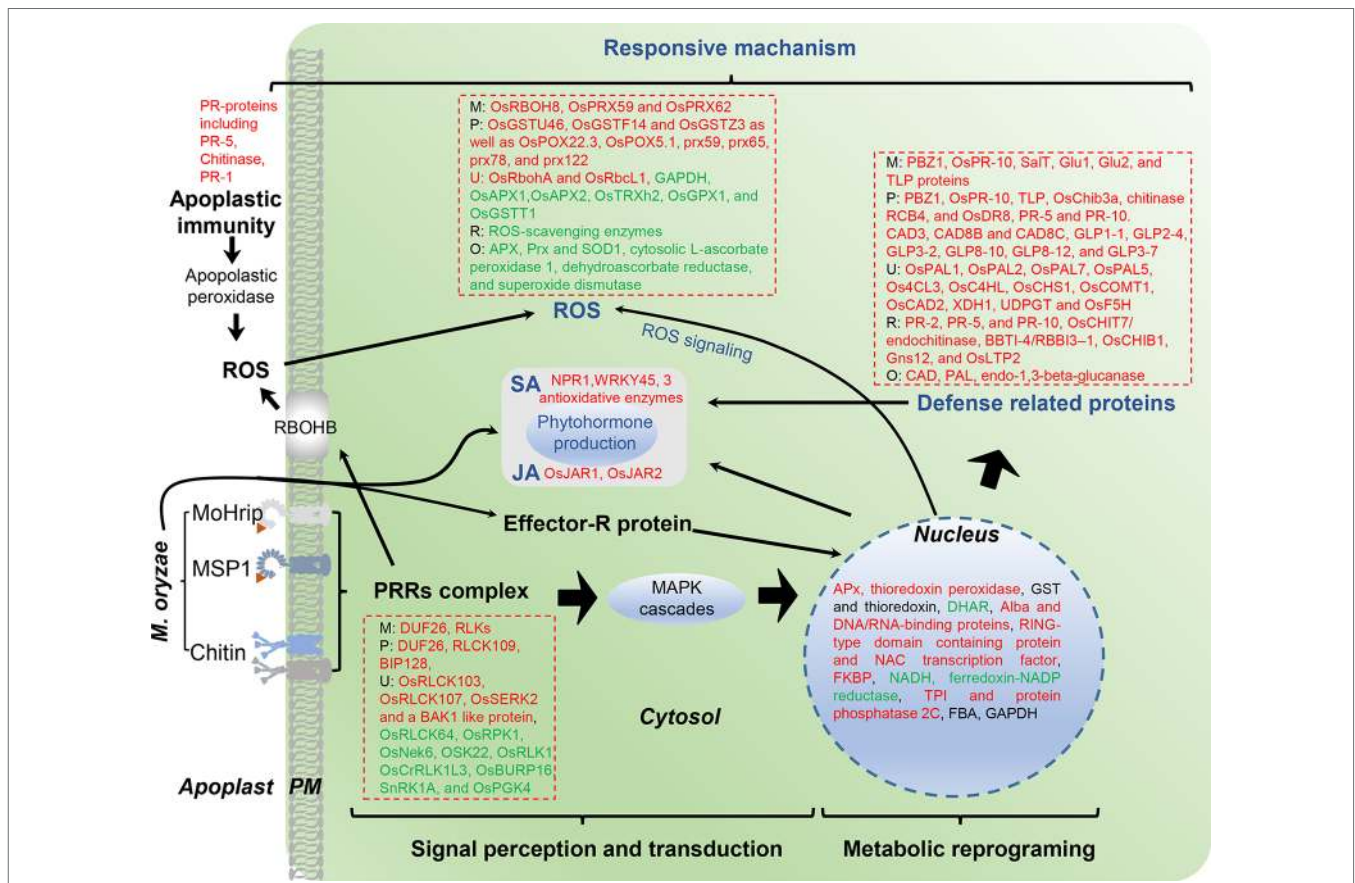 Responsive machanism
PR-proteins
including
PR-5,
Chitinase,
PR-1
Apoplastic
immunity
Apopolastic
peroxidase
ROS
RBOHB
M: OsRBOH8, OsPRX59 and OsPRX62
P: OsGSTU46, OsGSTF14 and OsGSTZ3 as
well as OsPOX22.3, OsPOX5.1, prx59, prx65,
prx78, and prx122
U: OsRbohA and OsRbcL1, GAPDH,
OsAPX1,OsAPX2, OsTRXh2, OsGPX1, and
OsGSTT1
R: ROS-scavenging enzymes
O: APX, Prx and SOD1, cytosolic L-ascorbate
peroxidase 1, dehydroascorbate reductase,
and superoxide dismutase
ROS
ROS signaling
M: PBZ1, OsPR-10, SalT, Glu1, Glu2, and
TLP proteins
P: PBZ1, OsPR-10, TLP, OsChib3a, chitinase
RCB4, and OsDR8, PR-5 and PR-10.
CAD3, CAD8B and CAD8C, GLP1-1, GLP2-4,
GLP3-2, GLP8-10, GLP8-12, and GLP3-7
U: OsPAL1, OsPAL2, OsPAL7, OsPAL5,
Os4CL3, OsC4HL, OsCHS1, OsCOMT1,
OsCAD2, XDH1, UDPGT and OsF5H
R: PR-2, PR-5, and PR-10, OsCHIT7/
endochitinase, BBTI-4/RBBI3–1, OsCHIB1,
Gns12, and OsLTP2
O: CAD, PAL, endo-1,3-beta-glucanase
Defense related proteins
SA NPR1,WRKY45, 3
antioxidative enzymes
Phytohormone
production
JA OsJAR1, OsJAR2
M. oryzae
MoHrip
MSP1
Chitin
Effector-R protein
PRRs complex
MAPK
cascades
M: DUF26, RLKs
P: DUF26, RLCK109,
BIP128,
U: OsRLCK103,
OsRLCK107, OsSERK2
and a BAK1 like protein,
OsRLCK64, OsRPK1,
OsNek6, OSK22, OsRLK1
OsCrRLK1L3, OsBURP16
SnRK1A, and OsPGK4
Nucleus
APx, thioredoxin peroxidase, GST
and thioredoxin, DHAR, Alba and
DNA/RNA-binding proteins, RING-
type domain containing protein
and NAC transcription factor,
FKBP, NADH, ferredoxin-NADP
reductase, TPI and protein
phosphatase 2C, FBA, GAPDH
Cytosol
Apoplast PM
Signal perception and transduction
Metabolic reprograming